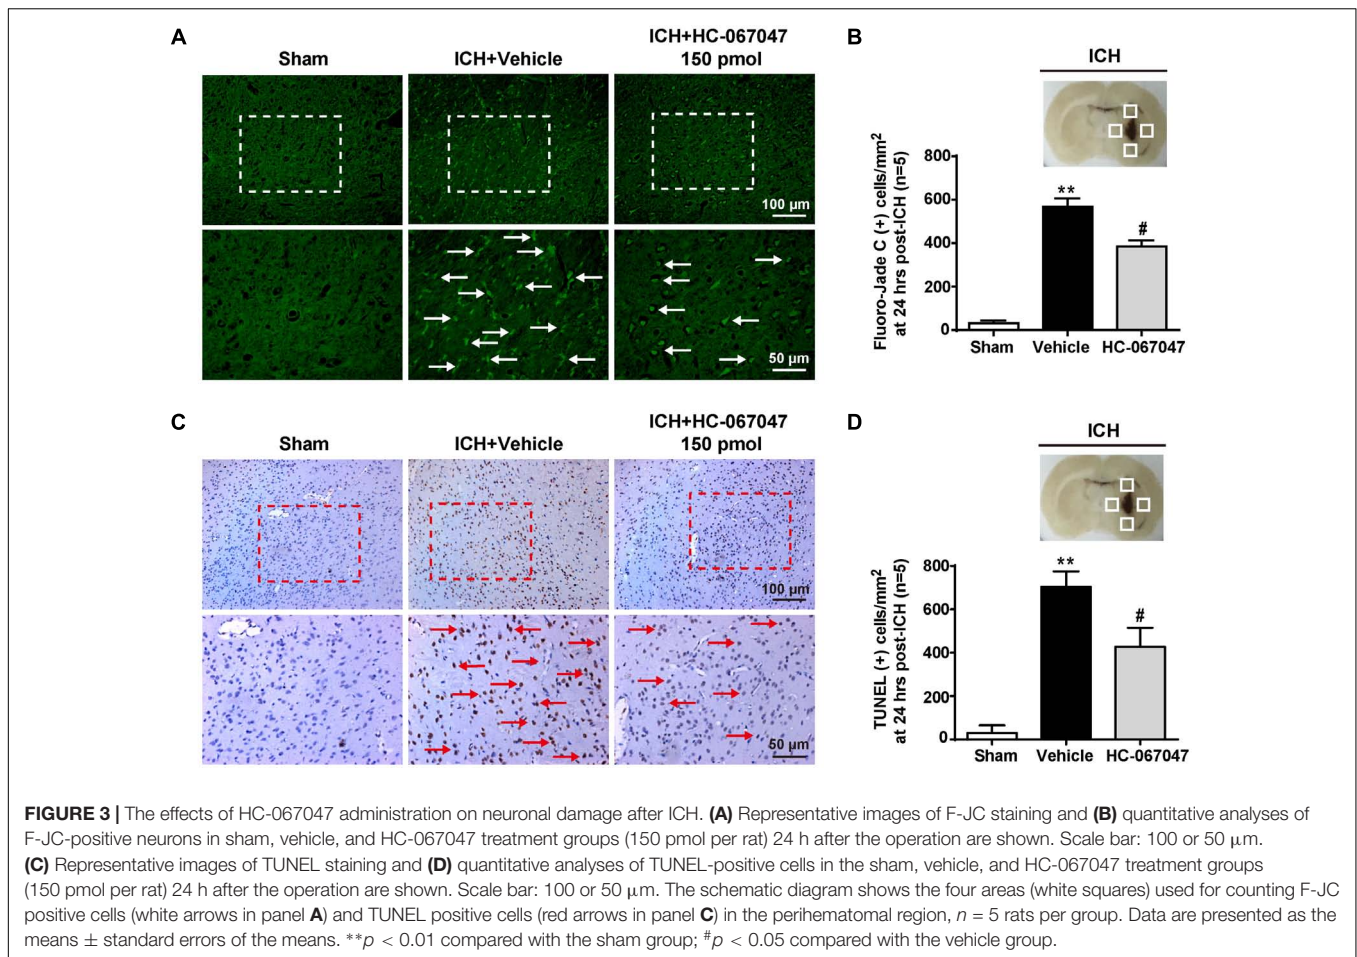 A
Sham
ICH+Vehicle
ICH+HC-067047
150 pmol
100 µm
50 µm
B
ICH
Fluoro-Jade C (+) cells/mm2
at 24 hrs post-ICH (n=5)
800
600
400
200
0
**
#
Sham
Vehicle
HC-067047
C
Sham
ICH+Vehicle
ICH+HC-067047
150 pmol
100 µm
50 µm
D
ICH
TUNEL (+) cells/mm2
at 24 hrs post-ICH (n=5)
800
600
400
200
0
**
#
Sham
Vehicle
HC-067047
FIGURE 3 | The effects of HC-067047 administration on neuronal damage after ICH. (A) Representative images of F-JC staining and (B) quantitative analyses of
F-JC-positive neurons in sham, vehicle, and HC-067047 treatment groups (150 pmol per rat) 24 h after the operation are shown. Scale bar: 100 or 50 µm.
(C) Representative images of TUNEL staining and (D) quantitative analyses of TUNEL-positive cells in the sham, vehicle, and HC-067047 treatment groups
(150 pmol per rat) 24 h after the operation are shown. Scale bar: 100 or 50 µm. The schematic diagram shows the four areas (white squares) used for counting F-JC
positive cells (white arrows in panel A) and TUNEL positive cells (red arrows in panel C) in the perihematomal region, n = 5 rats per group. Data are presented as the
means ± standard errors of the means. **p < 0.01 compared with the sham group; #p < 0.05 compared with the vehicle group.